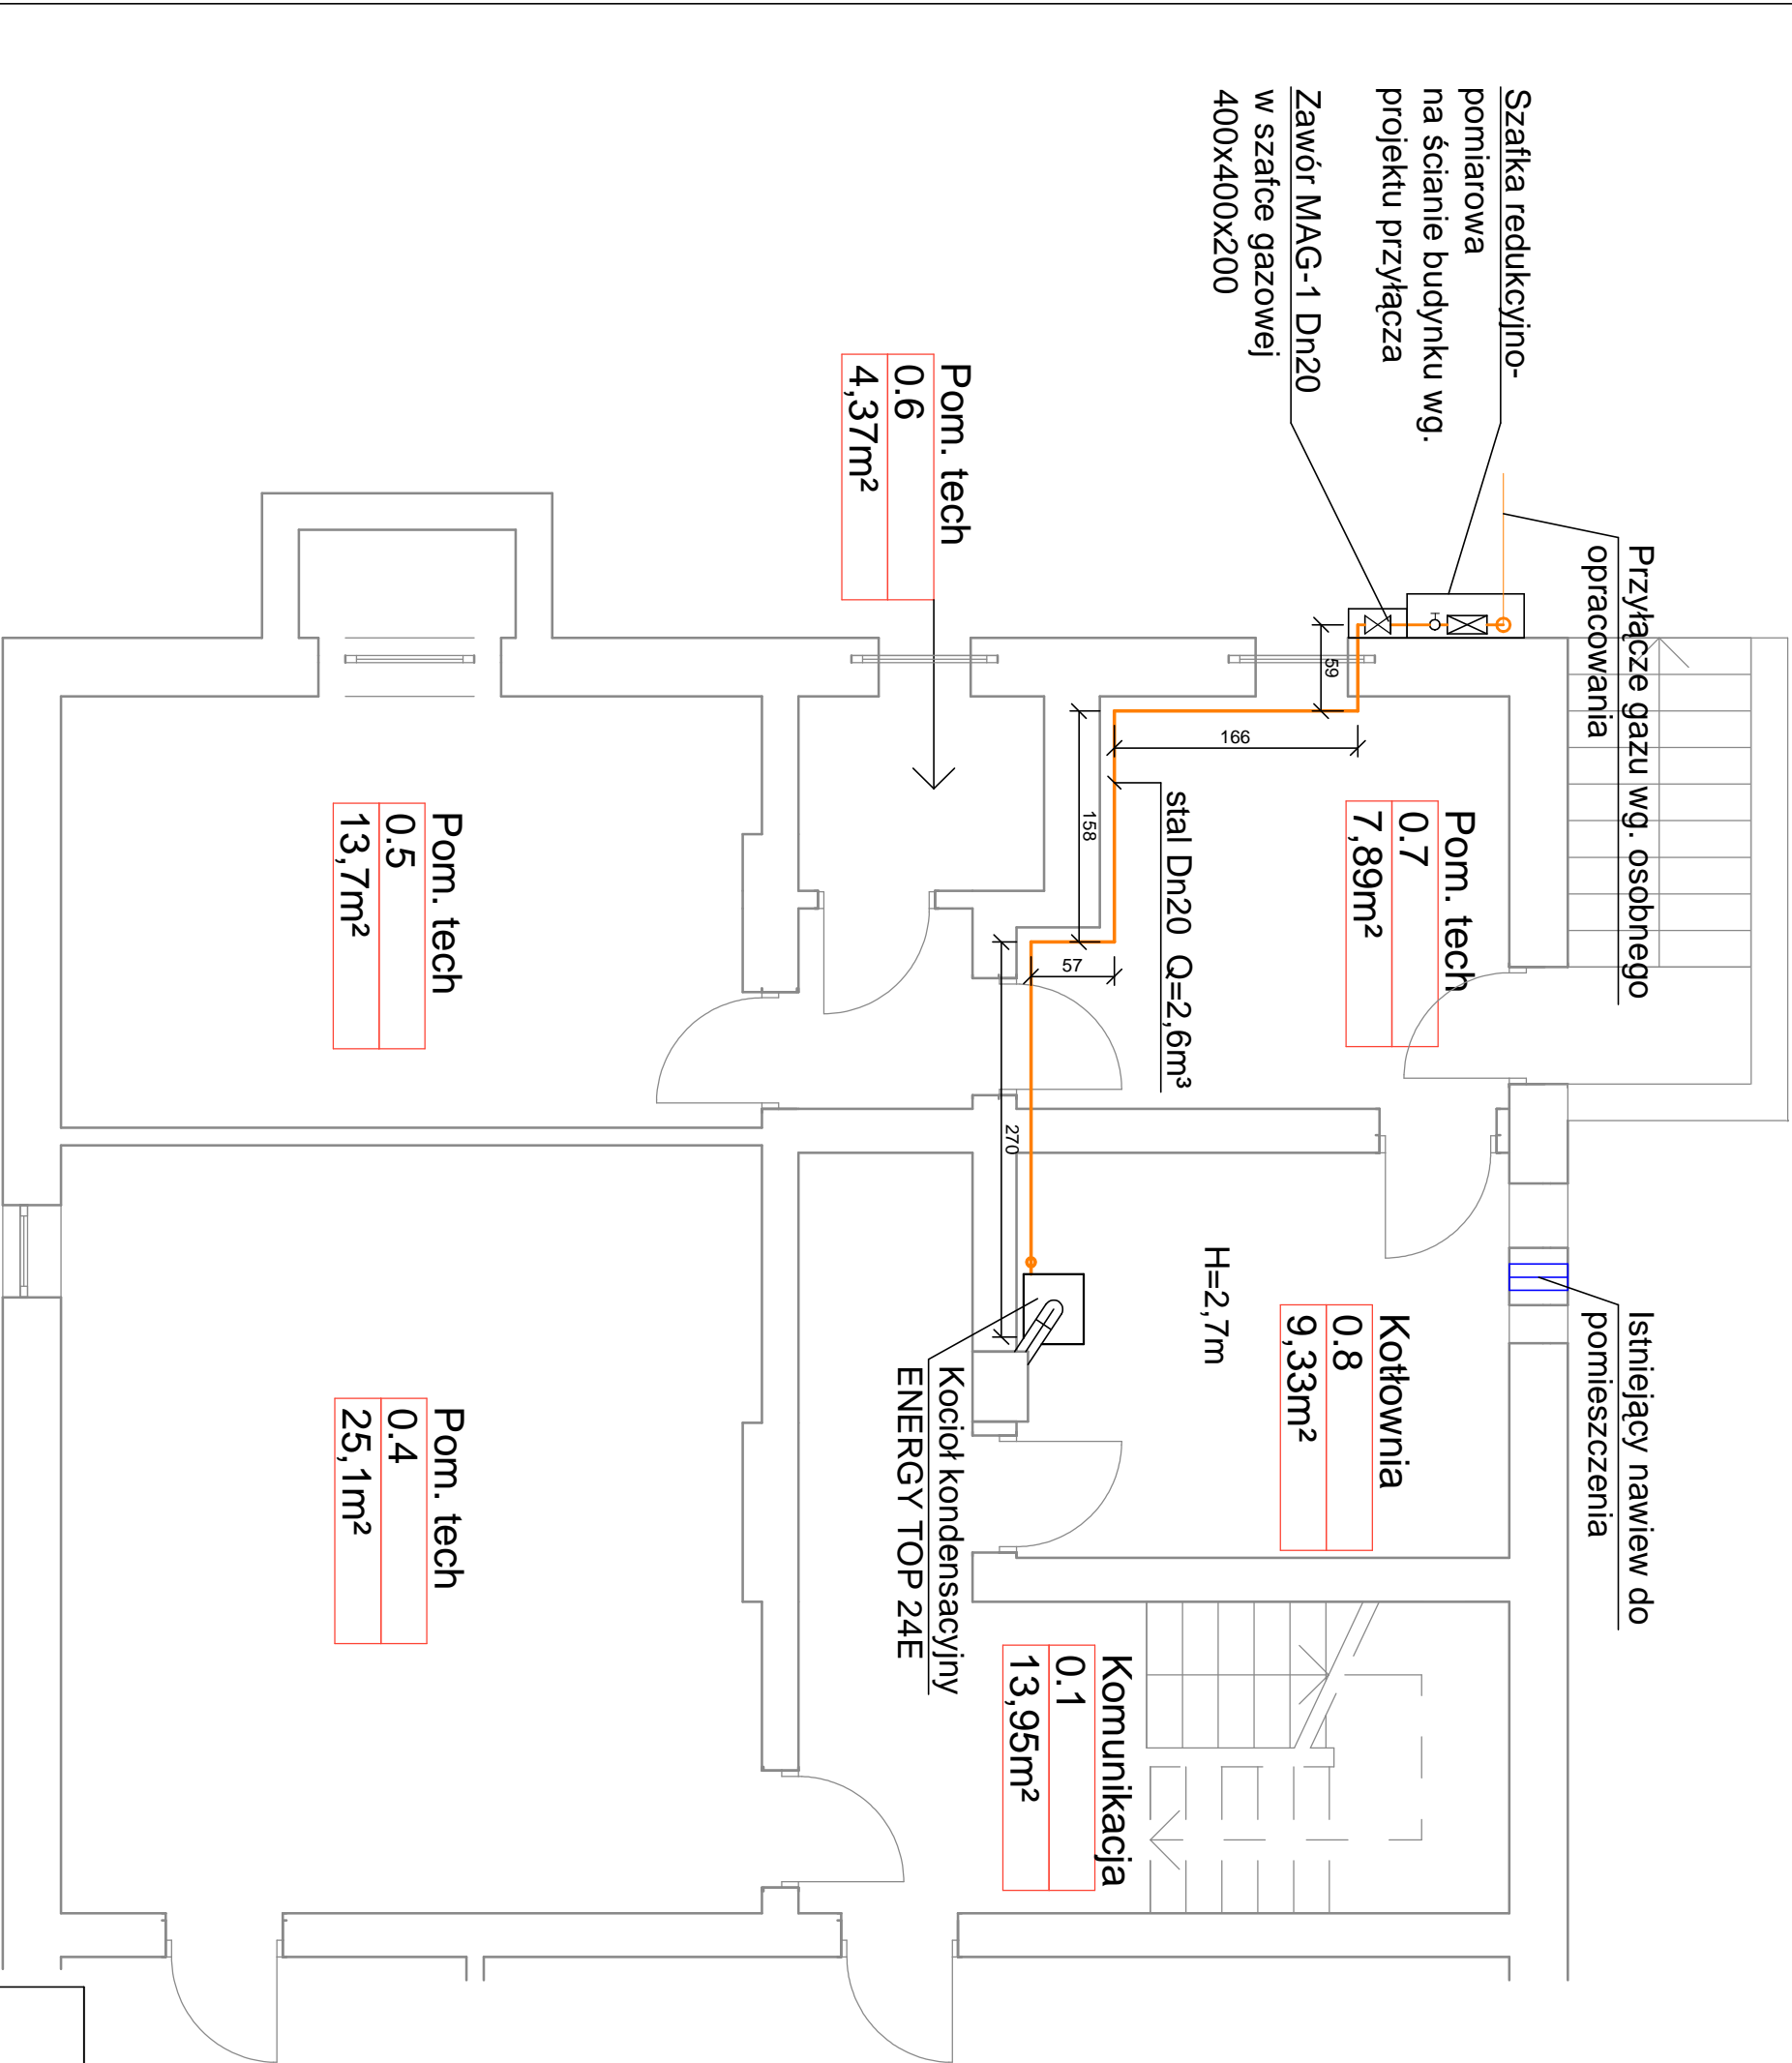 Szafka redukcyjno-
pomiarowa
na ścianie budynku wg.
projektu przyłącza
Zawór MAG-1 Dn20
w szafce gazowej
400x400x200
Przyłącze gazu wg. osobnego
opracowania
Istniejący nawiew do
pomieszczenia
Pom. tech
0.7
7,89m²
Kotłownia
0.8
9,33m²
H=2,7m
stal Dn20 Q=2,6m³
59
166
158
57
270
Pom. tech
0.6
4,37m²
Kocioł kondensacyjny
ENERGY TOP 24E
Komunikacja
0.1
13,95m²
Pom. tech
0.5
13,7m²
Pom. tech
0.4
25,1m²